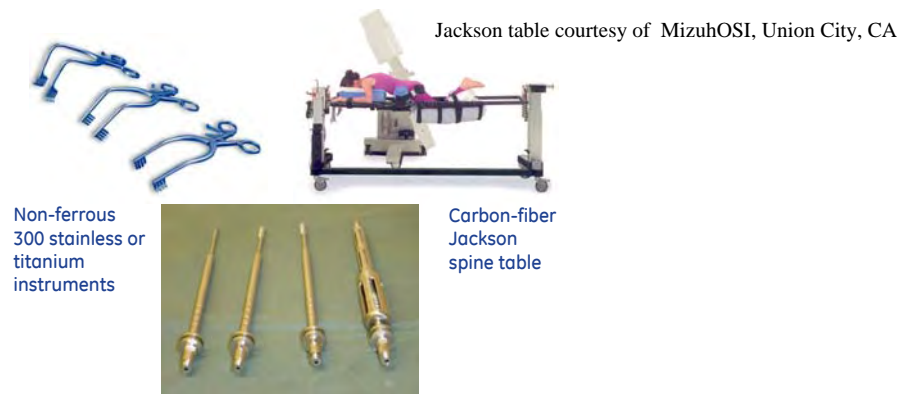 Jackson table courtesy of MizuhOSI, Union City, CA
Non-ferrous
300 stainless or
titanium
instruments
Carbon-fiber
Jackson
spine table